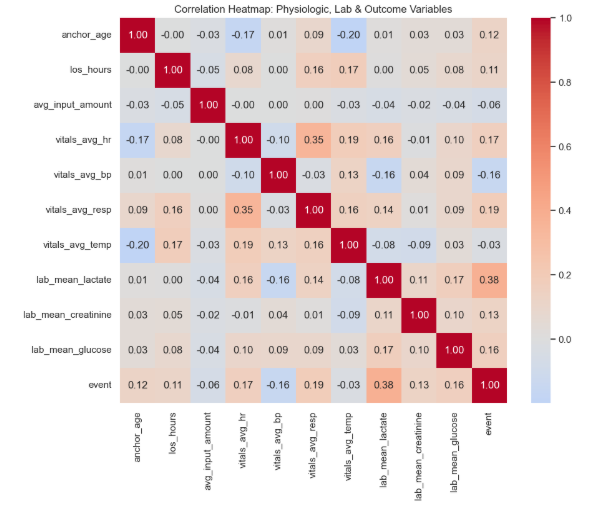 Correlation Heatmap: Physiologic, Lab & Outcome Variables
anchor_age 1.00 -0.00 -0.03 -0.17 0.01 0.09 -0.20 0.01 0.03 0.03 0.12
los_hours -0.00 1.00 -0.05 0.08 0.00 0.16 0.17 0.00 0.05 0.08 0.11
avg_input_amount -0.03 -0.05 1.00 -0.00 0.00 0.00 -0.03 -0.04 -0.02 -0.04 -0.06
vitals_avg_hr -0.17 0.08 -0.00 1.00 -0.10 0.35 0.19 0.16 -0.01 0.10 0.17
vitals_avg_bp 0.01 0.00 0.00 -0.10 1.00 -0.03 0.13 -0.16 0.04 0.09 -0.16
vitals_avg_resp 0.09 0.16 0.00 0.35 -0.03 1.00 0.16 0.14 0.01 0.09 0.19
vitals_avg_temp -0.20 0.17 -0.03 0.19 0.13 0.16 1.00 -0.08 -0.09 0.03 -0.03
lab_mean_lactate 0.01 0.00 -0.04 0.16 -0.16 0.14 -0.08 1.00 0.11 0.17 0.38
lab_mean_creatinine 0.03 0.05 -0.02 -0.01 0.04 0.01 -0.09 0.11 1.00 0.10 0.13
lab_mean_glucose 0.03 0.08 -0.04 0.10 0.09 0.09 0.03 0.17 0.10 1.00 0.16
event 0.12 0.11 -0.06 0.17 -0.16 0.19 -0.03 0.38 0.13 0.16 1.00
anchor_age
los_hours
avg_input_amount
vitals_avg_hr
vitals_avg_bp
vitals_avg_resp
vitals_avg_temp
lab_mean_lactate
lab_mean_creatinine
lab_mean_glucose
event
1.0
0.8
0.6
0.4
0.2
0.0